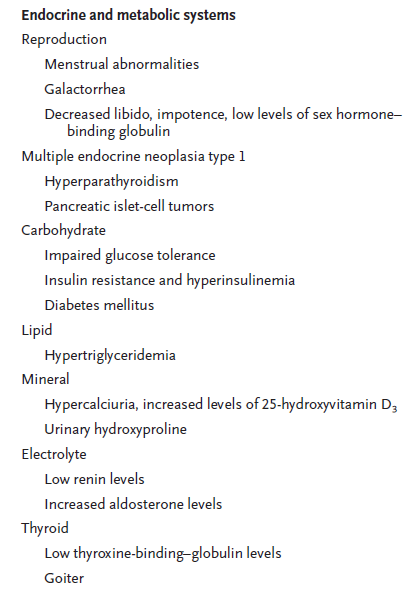 Endocrine and metabolic systems
Reproduction
Menstrual abnormalities
Galactorrhea
Decreased libido, impotence, low levels of sex hormone–
binding globulin
Multiple endocrine neoplasia type 1
Hyperparathyroidism
Pancreatic islet-cell tumors
Carbohydrate
Impaired glucose tolerance
Insulin resistance and hyperinsulinemia
Diabetes mellitus
Lipid
Hypertriglyceridemia
Mineral
Hypercalciuria, increased levels of 25-hydroxyvitamin D₃
Urinary hydroxyproline
Electrolyte
Low renin levels
Increased aldosterone levels
Thyroid
Low thyroxine-binding–globulin levels
Goiter